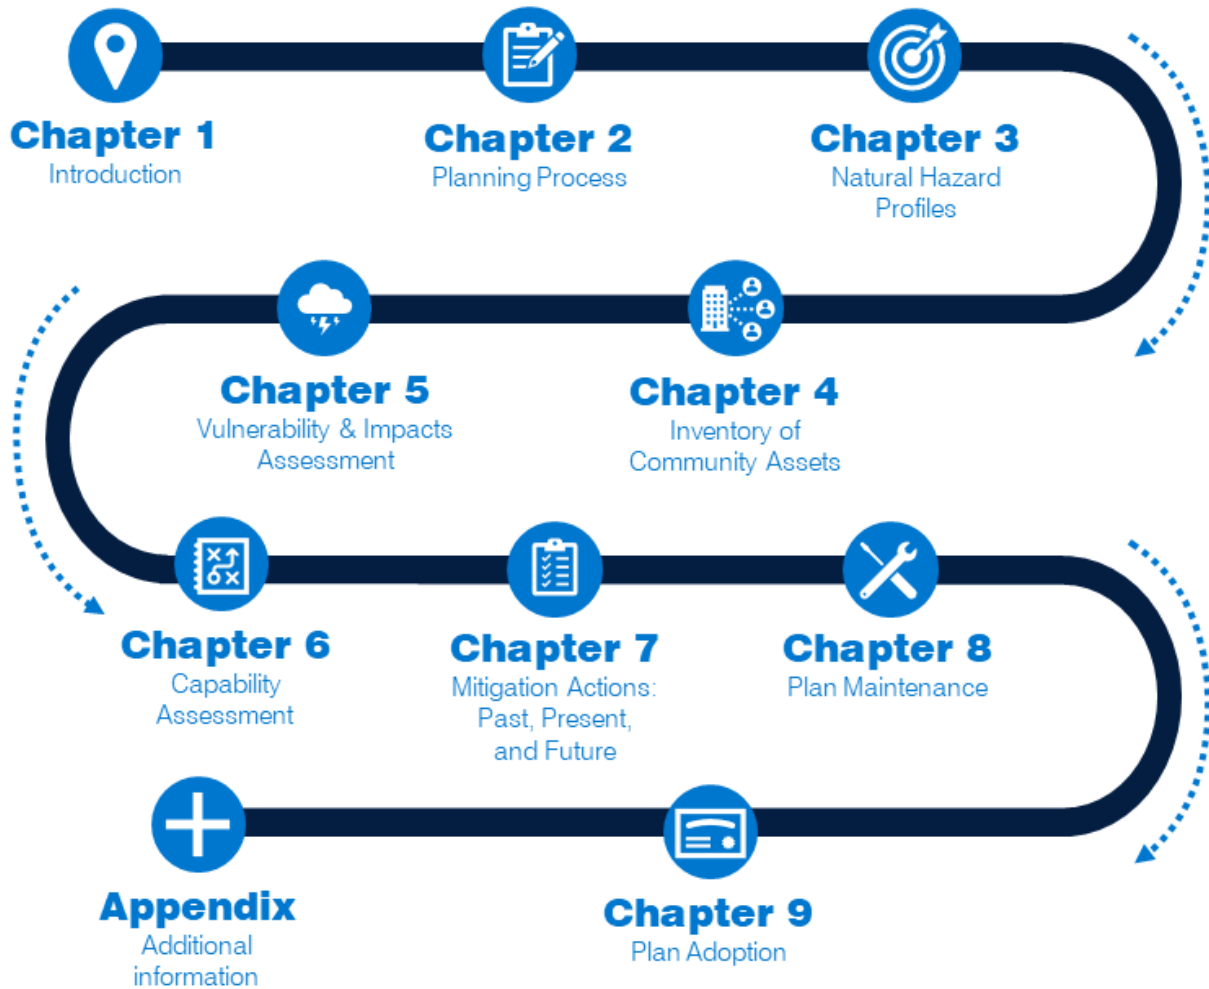 Chapter 1
Introduction
Chapter 2
Planning Process
Chapter 3
Natural Hazard
Profiles
Chapter 4
Inventory of
Community Assets
Chapter 5
Vulnerability & Impacts
Assessment
Chapter 6
Capability
Assessment
Chapter 7
Mitigation Actions:
Past, Present,
and Future
Chapter 8
Plan Maintenance
Chapter 9
Plan Adoption
Appendix
Additional
information